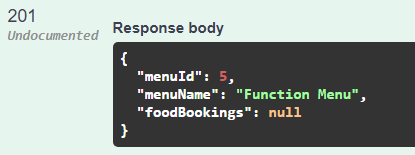 201
Undocumented
Response body
{
  "menuId": 5,
  "menuName": "Function Menu",
  "foodBookings": null
}